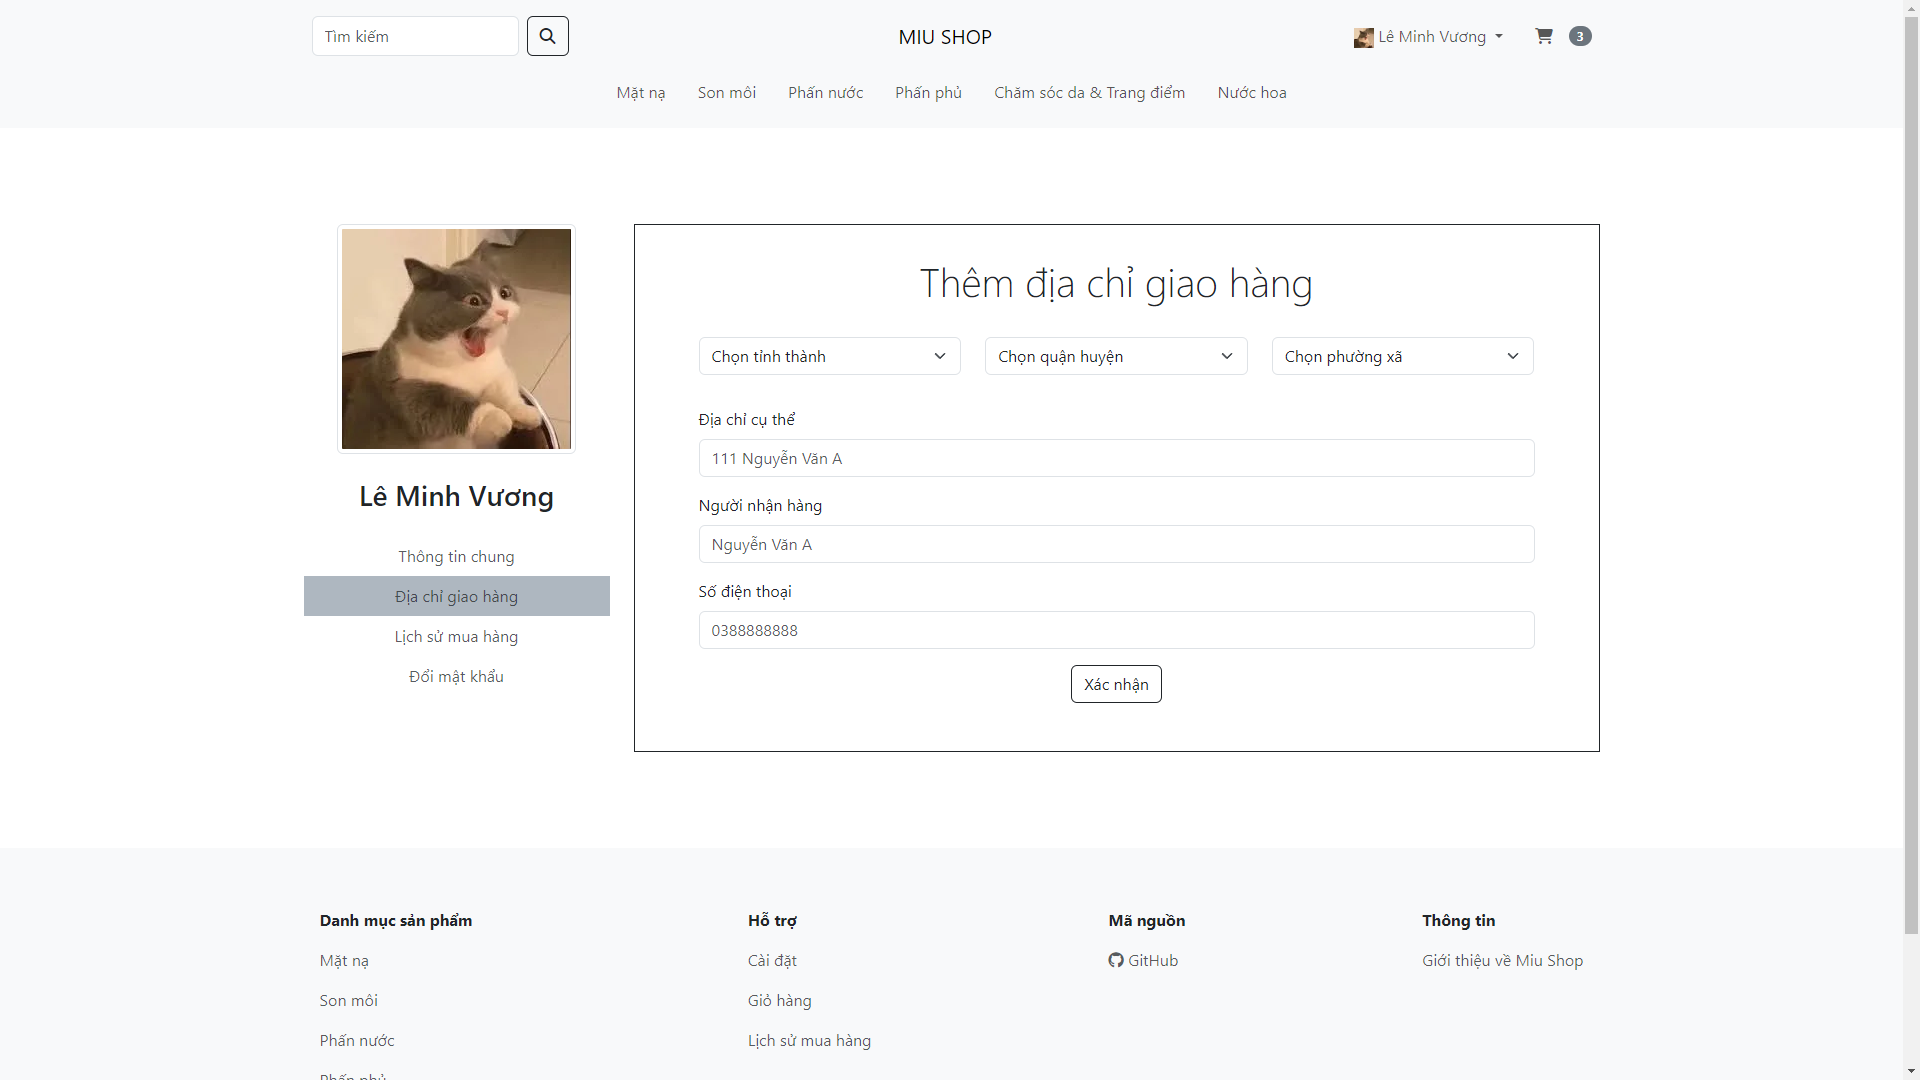 Tìm kiếm
MIU SHOP
Lê Minh Vương
3
Mặt nạ
Son môi
Phấn nước
Phấn phủ
Chăm sóc da & Trang điểm
Nước hoa
Lê Minh Vương
Thông tin chung
Địa chỉ giao hàng
Lịch sử mua hàng
Đổi mật khẩu
Thêm địa chỉ giao hàng
Chọn tỉnh thành
Chọn quận huyện
Chọn phường xã
Địa chỉ cụ thể
111 Nguyễn Văn A
Người nhận hàng
Nguyễn Văn A
Số điện thoại
0388888888
Xác nhận
Danh mục sản phẩm
Mặt nạ
Son môi
Phấn nước
Phấn phủ
Hỗ trợ
Cài đặt
Giỏ hàng
Lịch sử mua hàng
Mã nguồn
GitHub
Thông tin
Giới thiệu về Miu Shop